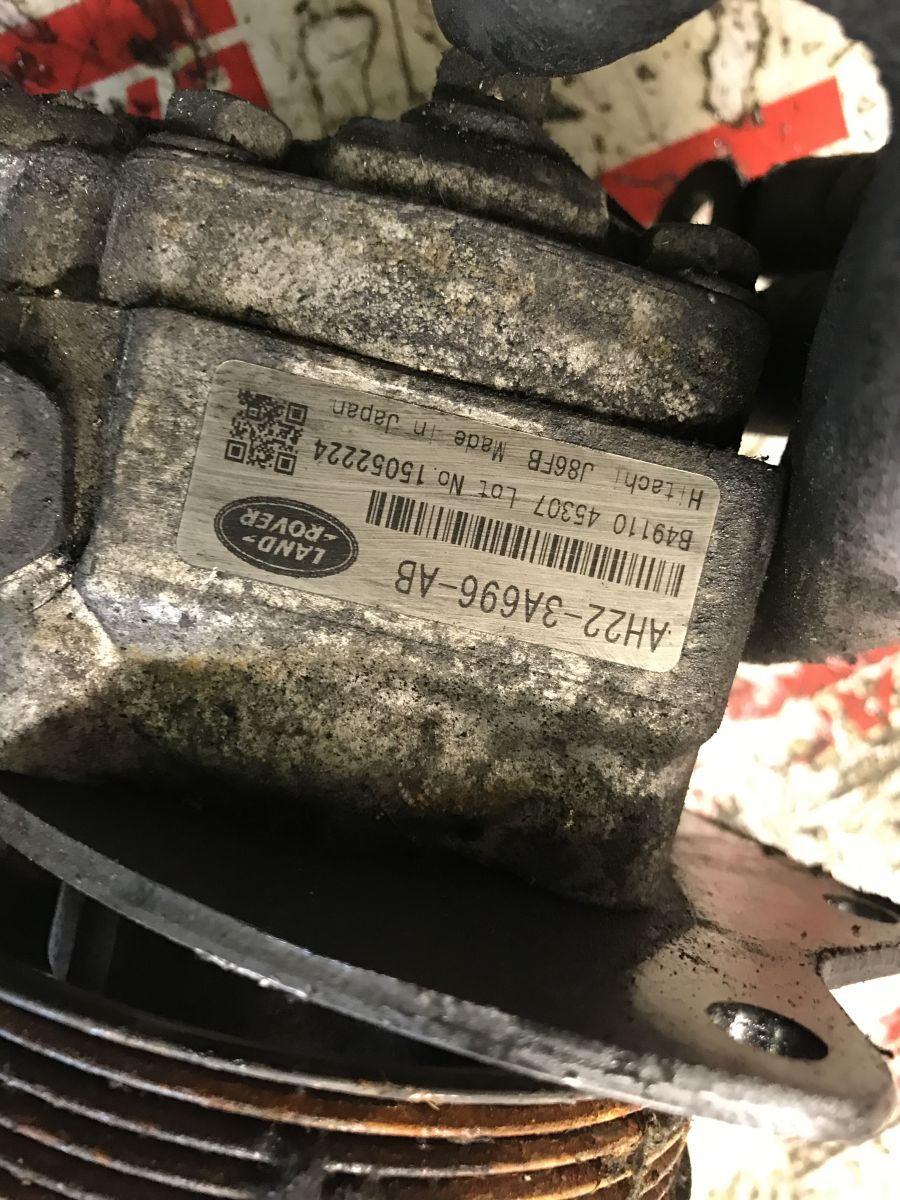 AH22-3A696-AB
LAND
ROVER
B49110 45307 Lot No.15052224
Hitachi J86FB Made in Japan